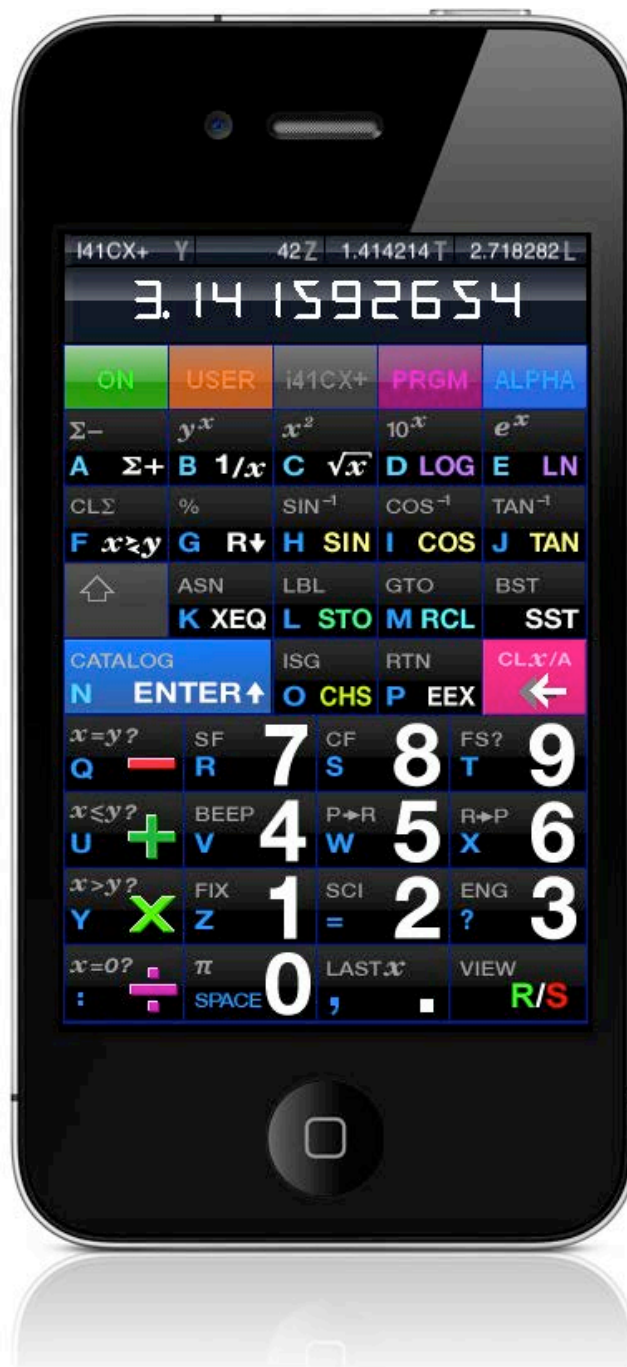 I41CX+ Y 42 Z 1.414214 T 2.718282 L
3.141592654
ON USER i41CX+ PRGM ALPHA
Σ− yˣ x² 10ˣ eˣ
A Σ+ B 1/x C √x D LOG E LN
CLΣ % SIN⁻¹ COS⁻¹ TAN⁻¹
F x≷y G R↓ H SIN I COS J TAN
ASN LBL GTO BST
K XEQ L STO M RCL SST
CATALOG ISG RTN CLx/A
N ENTER↑ O CHS P EEX
x=y? SF CF FS?
Q − R 7 S 8 T 9
x≤y? BEEP P→R R→P
U + V 4 W 5 X 6
x>y? FIX SCI ENG
Y × Z 1 = 2 ? 3
x=0? π LASTx VIEW
: ÷ SPACE 0 , . R/S